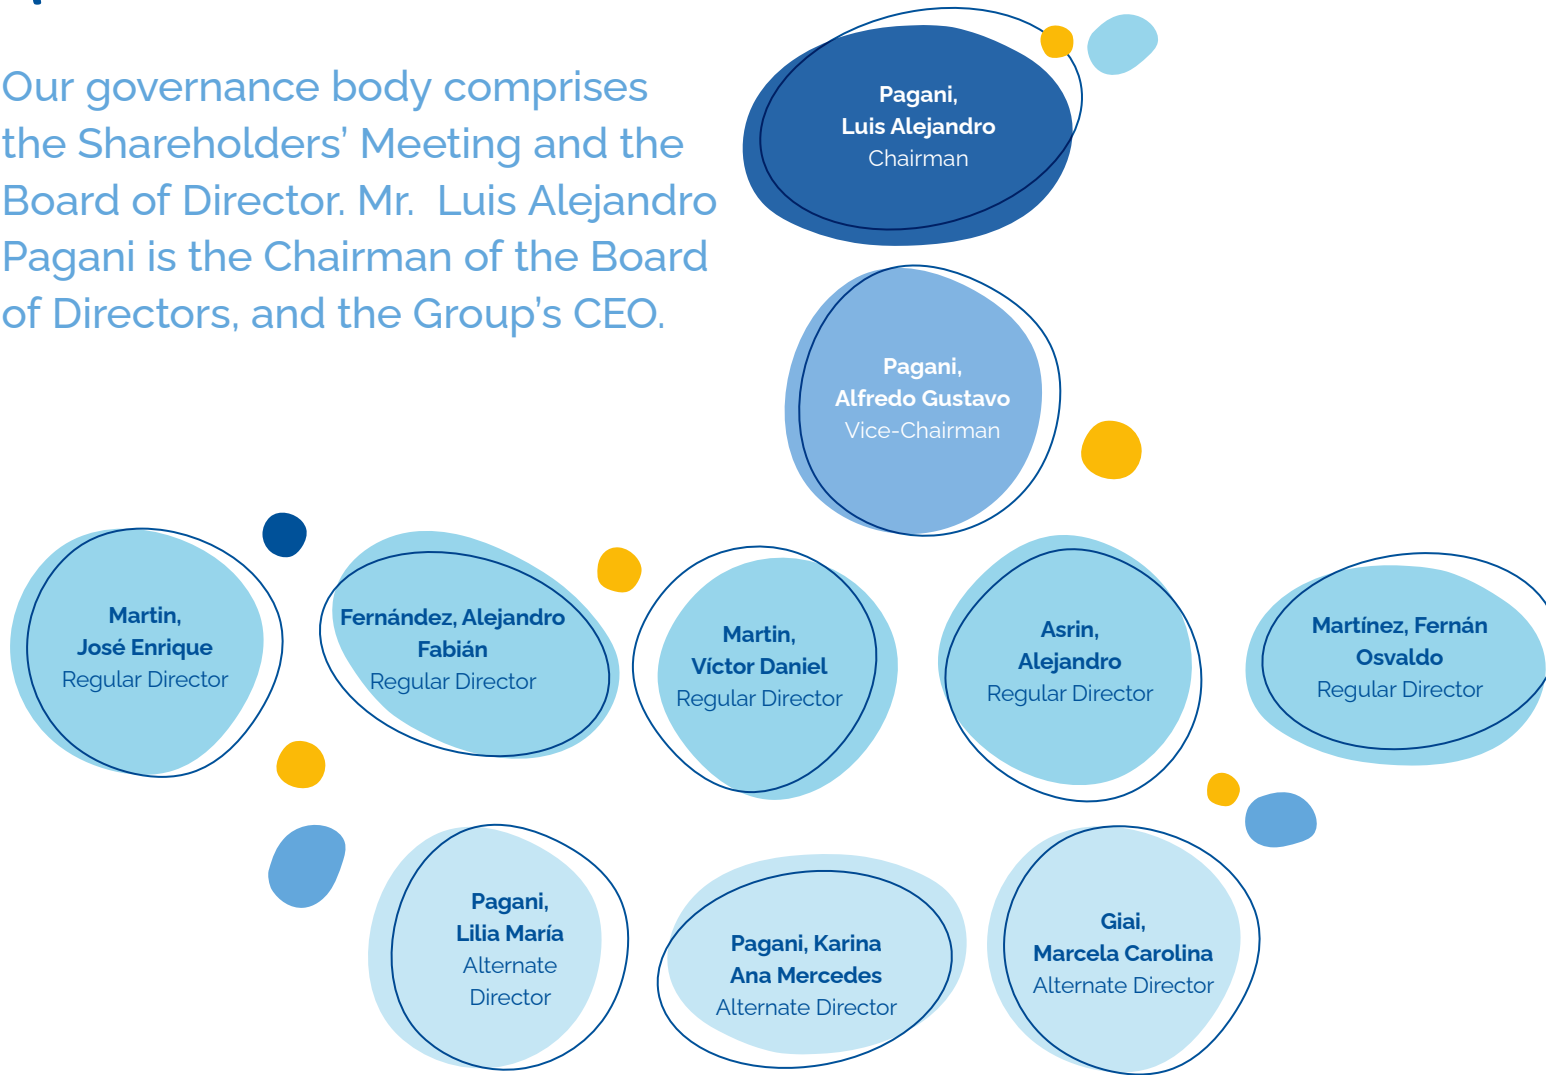 Our governance body comprises
the Shareholders’ Meeting and the
Board of Director. Mr.  Luis Alejandro
Pagani is the Chairman of the Board
of Directors, and the Group’s CEO.
Pagani,
Luis Alejandro
Chairman
Pagani,
Alfredo Gustavo
Vice-Chairman
Martin,
José Enrique
Regular Director
Fernández, Alejandro
Fabián
Regular Director
Martin,
Víctor Daniel
Regular Director
Asrin,
Alejandro
Regular Director
Martínez, Fernán
Osvaldo
Regular Director
Pagani,
Lilia María
Alternate
Director
Pagani, Karina
Ana Mercedes
Alternate Director
Giai,
Marcela Carolina
Alternate Director